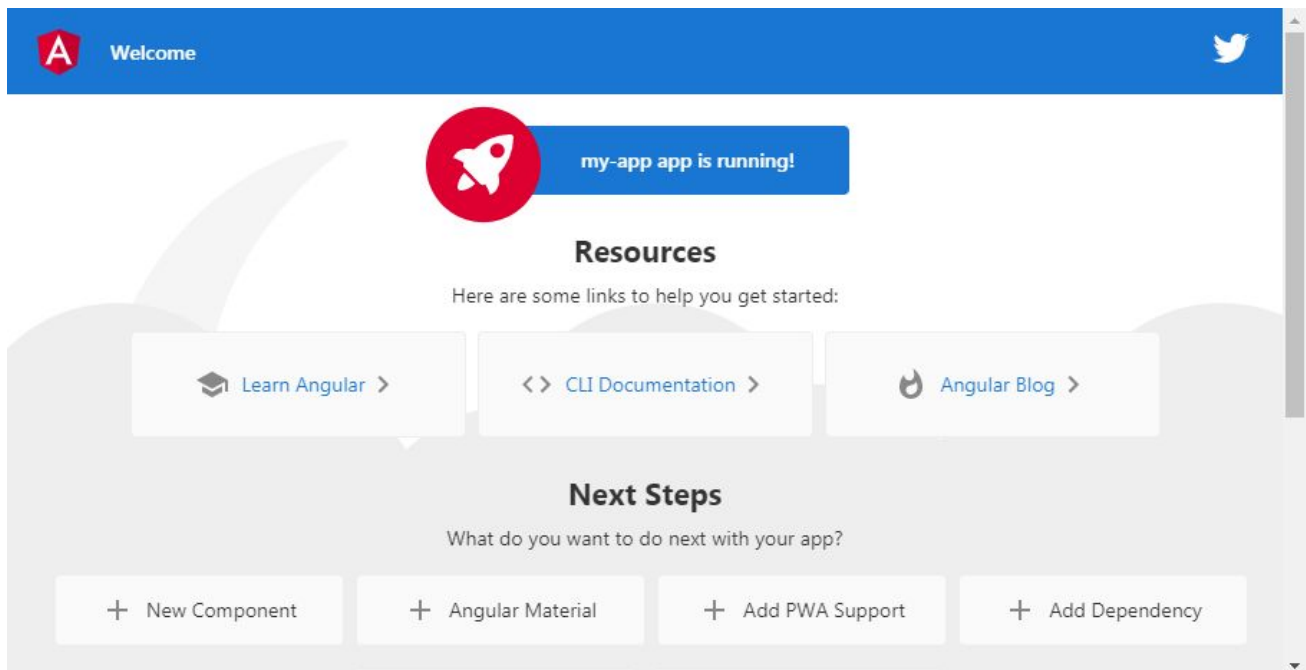 A
Welcome
my-app app is running!
Resources
Here are some links to help you get started:
Learn Angular >
<> CLI Documentation >
Angular Blog >
Next Steps
What do you want to do next with your app?
+ New Component
+ Angular Material
+ Add PWA Support
+ Add Dependency